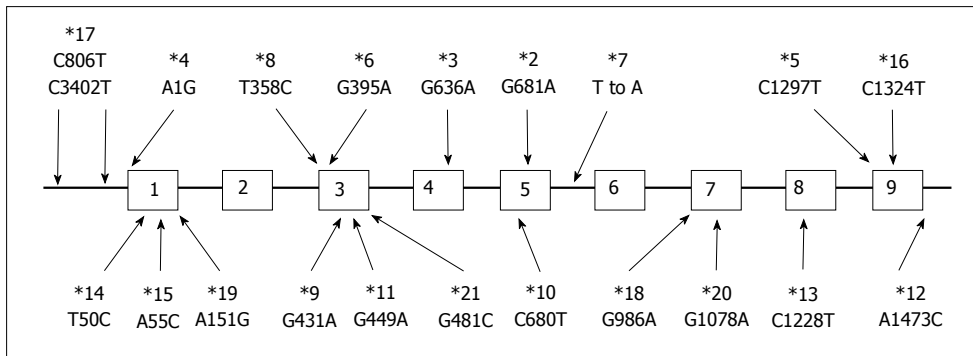 *17
C806T
C3402T
*4
A1G
*8
T358C
*6
G395A
*3
G636A
*2
G681A
*7
T to A
*5
C1297T
*16
C1324T
1
2
3
4
5
6
7
8
9
*14
T50C
*15
A55C
*19
A151G
*9
G431A
*11
G449A
*21
G481C
*10
C680T
*18
G986A
*20
G1078A
*13
C1228T
*12
A1473C